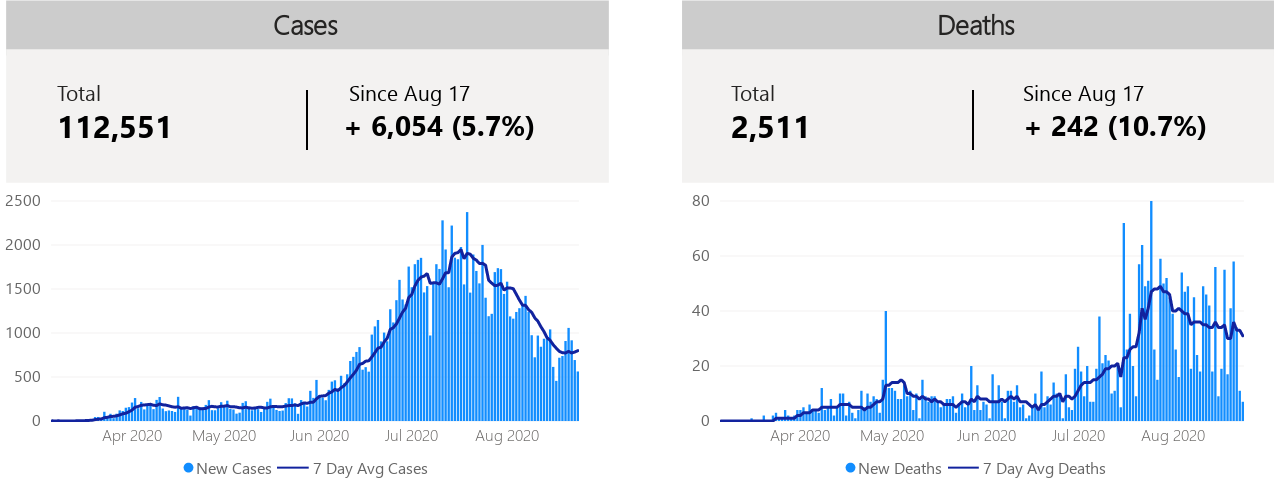 Cases
Total
112,551
Since Aug 17
+ 6,054 (5.7%)
2500
2000
1500
1000
500
0
Apr 2020 May 2020 Jun 2020 Jul 2020 Aug 2020
New Cases 7 Day Avg Cases
Deaths
Total
2,511
Since Aug 17
+ 242 (10.7%)
80
60
40
20
0
Apr 2020 May 2020 Jun 2020 Jul 2020 Aug 2020
New Deaths 7 Day Avg Deaths